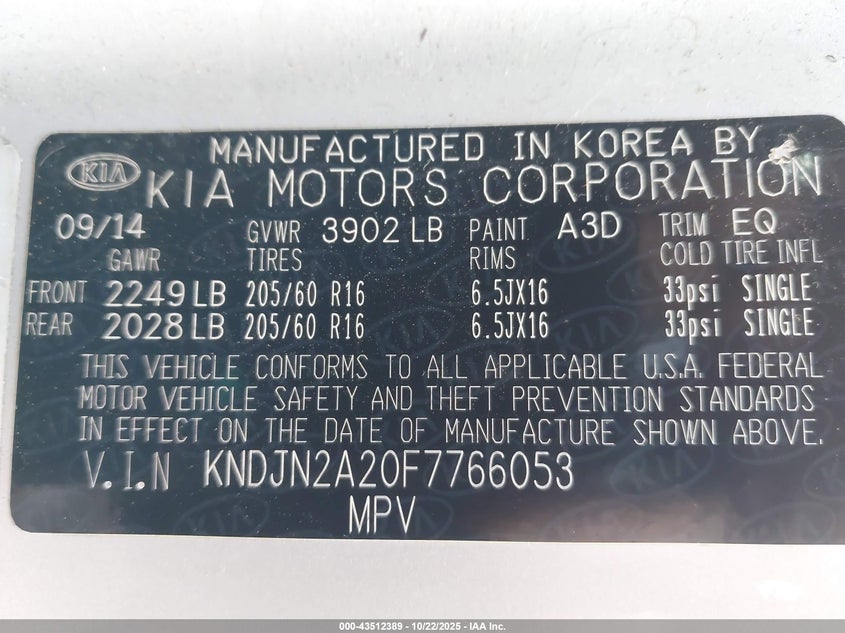 MANUFACTURED IN KOREA BY
KIA KIA MOTORS CORPORATION
09/14 GVWR 3902 LB PAINT A3D TRIM EQ
GAWR TIRES RIMS COLD TIRE INFL
FRONT 2249 LB 205/60 R16 6.5JX16 33psi SINGLE
REAR 2028 LB 205/60 R16 6.5JX16 33psi SINGLE
THIS VEHICLE CONFORMS TO ALL APPLICABLE U.S.A. FEDERAL
MOTOR VEHICLE SAFETY AND THEFT PREVENTION STANDARDS
IN EFFECT ON THE DATE OF MANUFACTURE SHOWN ABOVE.
V.I.N KNDJN2A20F7766053
MPV
000-43512389 - 10/22/2025 - IAA Inc.